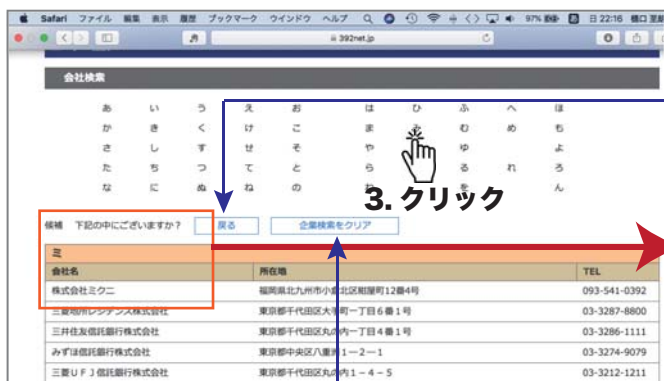 Safari ファイル 編集 表示 履歴 ブックマーク ウインドウ ヘルプ 97% 日 22:16
392net.jp
会社検索
あ い う え お は ひ ふ へ ほ
か き く け こ ま み む め も
さ し す せ そ や ゆ よ
た ち つ て と ら る れ ろ
な に ぬ ね の わ を ん
3. クリック
候補 下記の中にございますか？ 戻る 企業検索をクリア
ミ
会社名 所在地 TEL
株式会社ミクニ 福岡県北九州市小倉北区紺屋町12番4号 093-541-0392
三菱地所レジデンス株式会社 東京都千代田区大手町一丁目6番1号 03-3287-8800
三井住友信託銀行株式会社 東京都千代田区丸の内一丁目4番1号 03-3286-1111
みずほ信託銀行株式会社 東京都中央区八重洲1－2－1 03-3274-9079
三菱ＵＦＪ信託銀行株式会社 東京都千代田区丸の内1－4－5 03-3212-1211